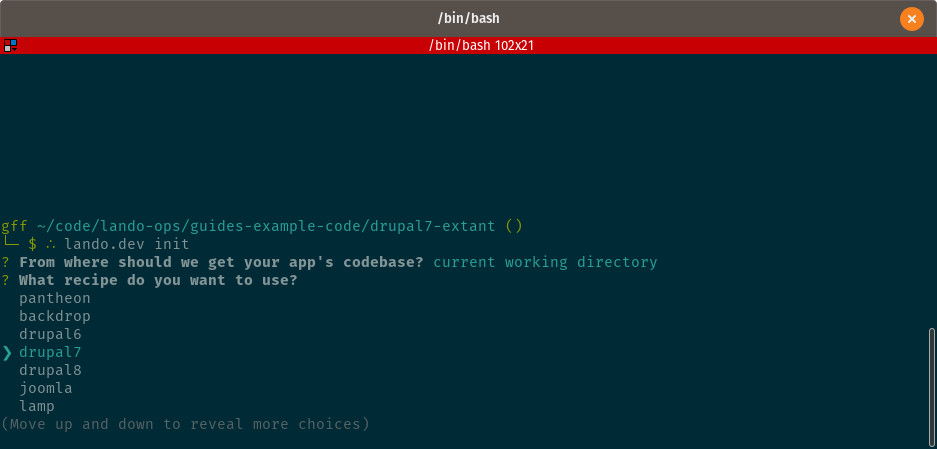 /bin/bash
/bin/bash 102x21
gff ~/code/lando-ops/guides-example-code/drupal7-extant ()
└─ $ ∴ lando.dev init
? From where should we get your app's codebase? current working directory
? What recipe do you want to use?
pantheon
backdrop
drupal6
❯ drupal7
drupal8
joomla
lamp
(Move up and down to reveal more choices)